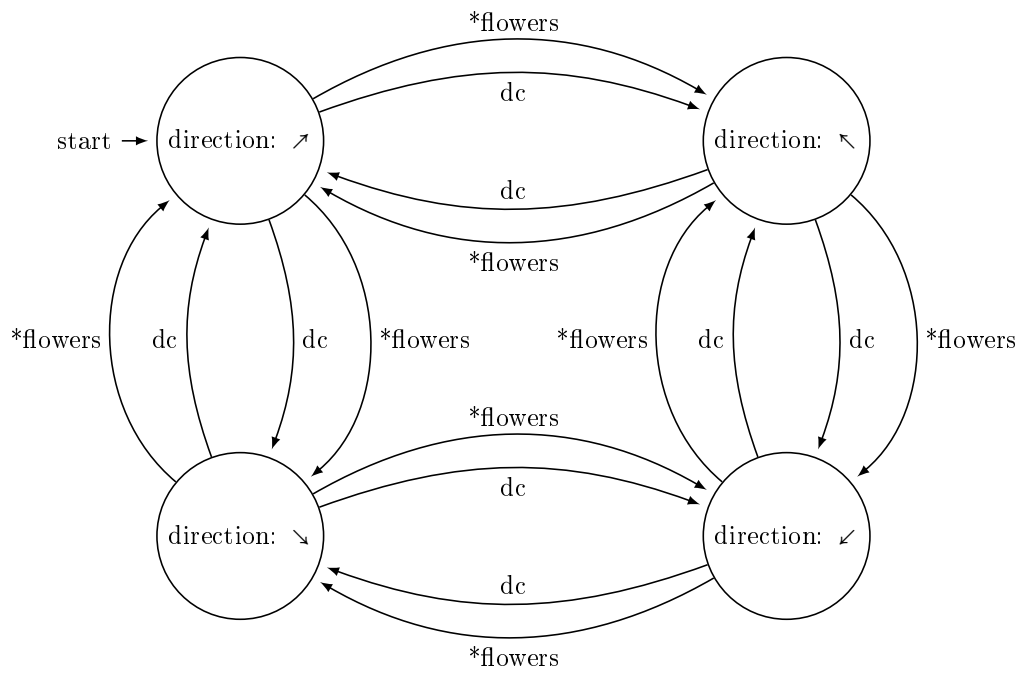 *flowers
dc
start
direction: ↗
direction: ↖
dc
*flowers
*flowers
dc
dc
*flowers
*flowers
dc
dc
*flowers
*flowers
dc
direction: ↘
direction: ↙
dc
*flowers